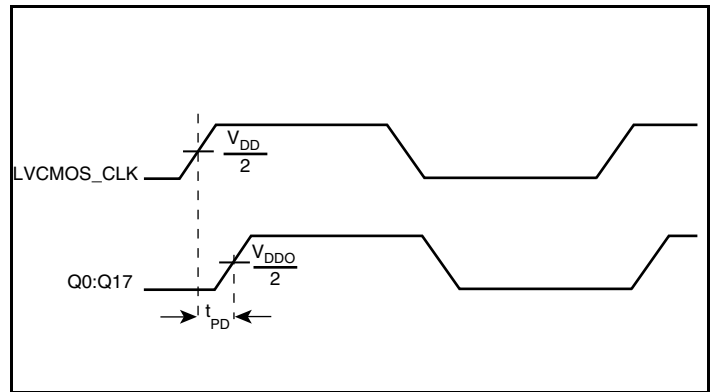 LVCMOS_CLK
V_DD
2
Q0:Q17
V_DDO
2
t_PD